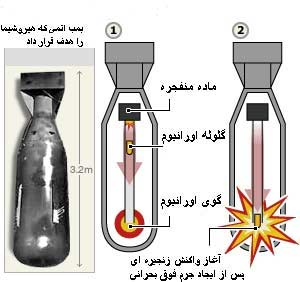 بمب اتمی که هیروشیما
را هدف قرار داد
3.2m
1
2
ماده منفجره
گلوله اورانیوم
گوی اورانیوم
آغاز واکنش زنجیره ای
پس از ایجاد جرم فوق بحرانی